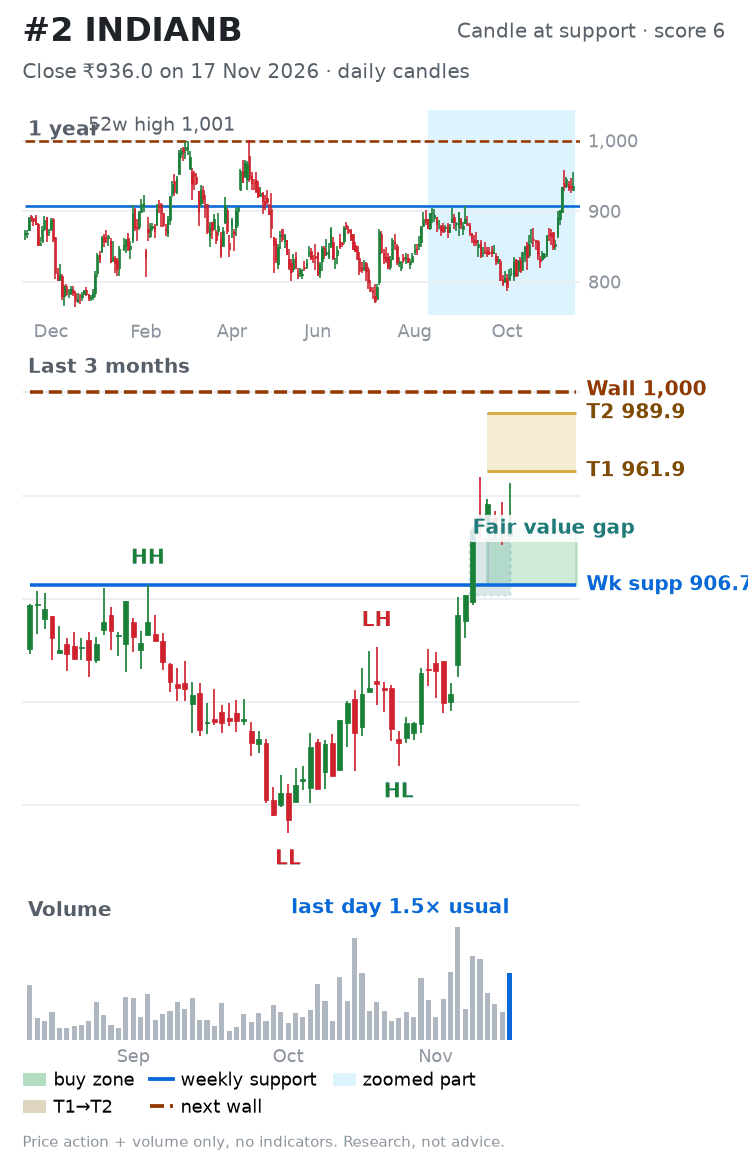 #2 INDIANB
Candle at support · score 6
Close ₹936.0 on 17 Nov 2026 · daily candles
1 year
52w high 1,001
1,000
900
800
Dec Feb Apr Jun Aug Oct
Last 3 months
Wall 1,000
T2 989.9
T1 961.9
Fair value gap
HH
Wk supp 906.7
LH
HL
LL
Volume
last day 1.5× usual
Sep Oct Nov
buy zone weekly support zoomed part
T1→T2 next wall
Price action + volume only, no indicators. Research, not advice.